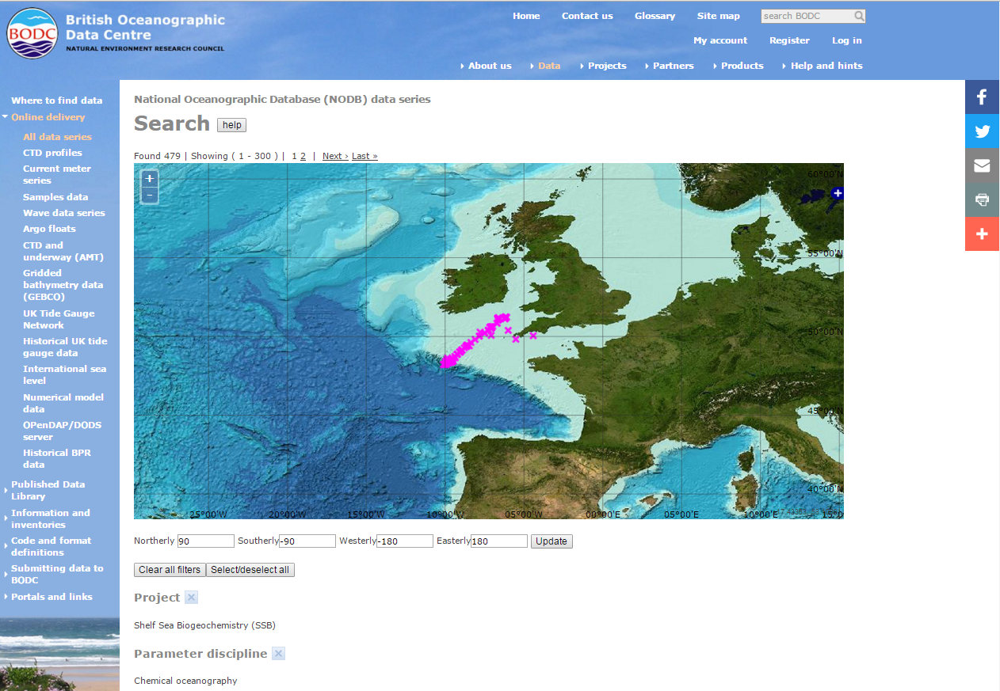 British Oceanographic
Data Centre
NATURAL ENVIRONMENT RESEARCH COUNCIL
BODC
Home Contact us Glossary Site map search BODC
My account Register Log in
About us Data Projects Partners Products Help and hints
Where to find data
Online delivery
All data series
CTD profiles
Current meter
series
Samples data
Wave data series
Argo floats
CTD and
underway (AMT)
Gridded
bathymetry data
(GEBCO)
UK Tide Gauge
Network
Historical UK tide
gauge data
International sea
level
Numerical model
data
OPenDAP/DODS
server
Historical BPR
data
Published Data
Library
Information and
inventories
Code and format
definitions
Submitting data to
BODC
Portals and links
National Oceanographic Database (NODB) data series
Search help
Found 479 | Showing ( 1 - 300 ) | 1 2 | Next › Last »
+
−
60°00'N
+
55°00'N
50°00'N
45°00'N
40°00'N
25°00'W 20°00'W 15°00'W 10°00'W 05°00'W 00°00'E 05°00'E 10°00'E 15°0
Northerly 90 Southerly -90 Westerly -180 Easterly 180 Update
Clear all filters Select/deselect all
Project ×
Shelf Sea Biogeochemistry (SSB)
Parameter discipline ×
Chemical oceanography